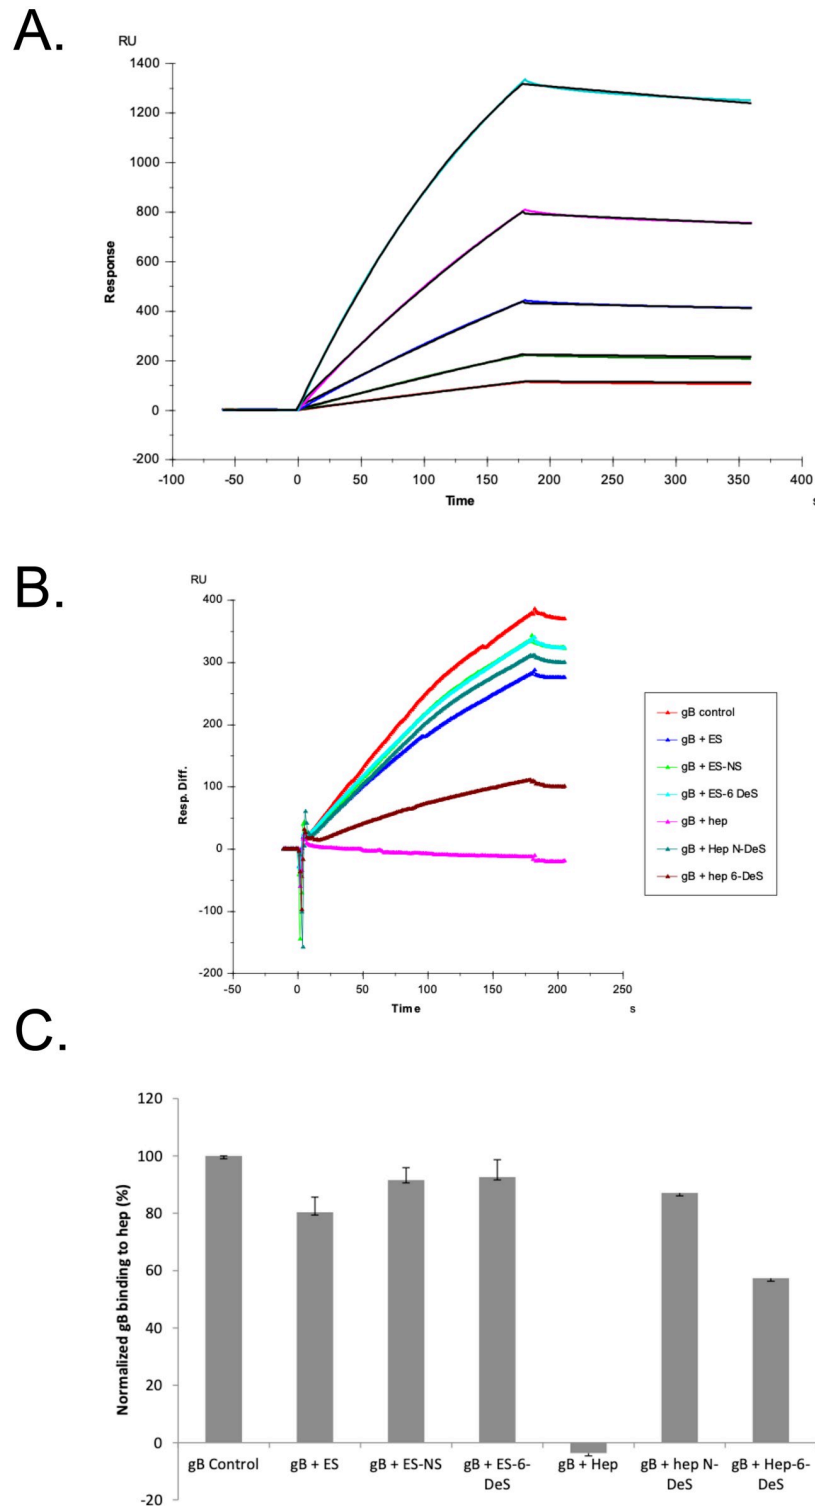 A.
RU
1400
1200
1000
800
600
400
200
0
-200
Response
-100 -50 0 50 100 150 200 250 300 350 400
Time s
B.
RU
400
300
200
100
0
-100
-200
Resp. Diff.
-50 0 50 100 150 200 250
Time s
gB control
gB + ES
gB + ES-NS
gB + ES-6 DeS
gB + hep
gB + Hep N-DeS
gB + hep 6-DeS
C.
120
100
80
60
40
20
0
-20
Normalized gB binding to hep (%)
gB Control gB + ES gB + ES-NS gB + ES-6- gB + Hep gB + hep N- gB + Hep-6-
DeS DeS DeS